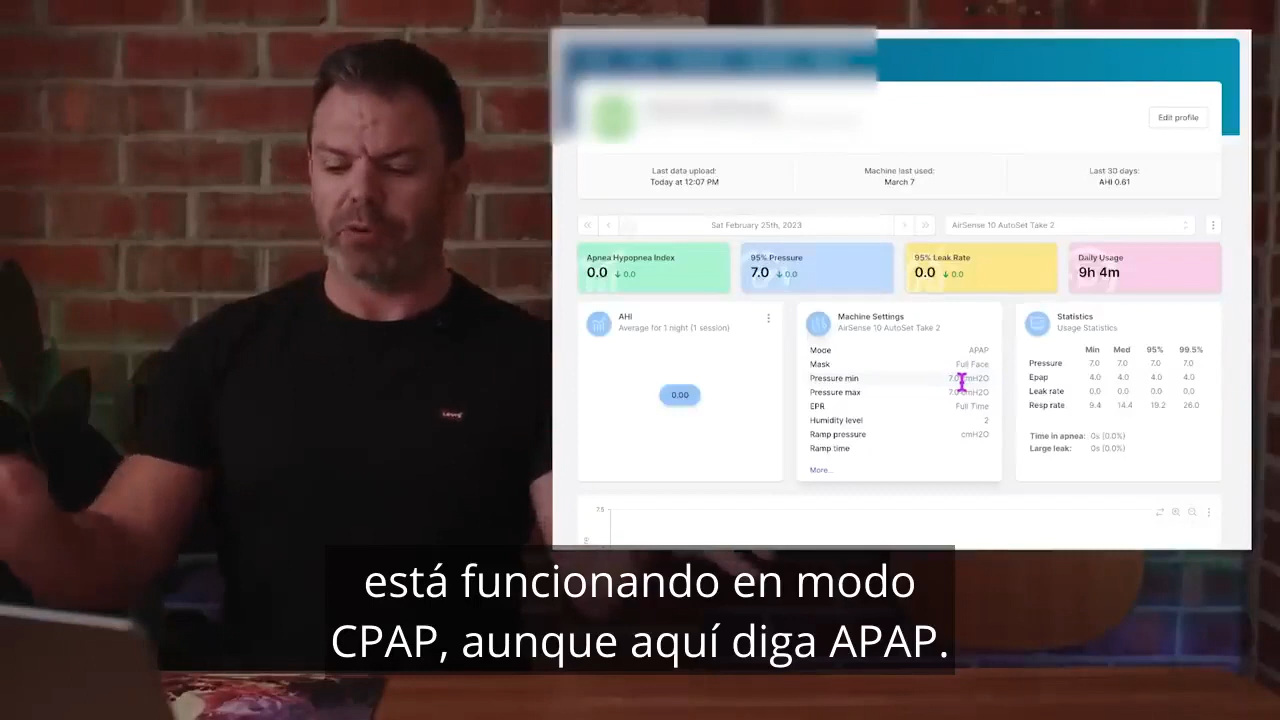 Edit profile
Last data upload:
Today at 12:07 PM
Machine last used:
March 7
Last 30 days:
AHI 0.61
Sat February 25th, 2023
AirSense 10 AutoSet Take 2
Apnea Hypopnea Index
0.0 ↓ 0.0
95% Pressure
7.0 ↓ 0.0
95% Leak Rate
0.0 ↓ 0.0
Daily Usage
9h 4m
AHI
Average for 1 night (1 session)
0.00
Machine Settings
AirSense 10 AutoSet Take 2
Mode APAP
Mask Full Face
Pressure min 7.0 cmH2O
Pressure max 7.0 cmH2O
EPR Full Time
Humidity level 2
Ramp pressure cmH2O
Ramp time
More...
Statistics
Usage Statistics
Min Med 95% 99.5%
Pressure 7.0 7.0 7.0 7.0
Epap 4.0 4.0 4.0 4.0
Leak rate 0.0 0.0 0.0 0.0
Resp rate 9.4 14.4 19.2 26.0
Time in apnea: 0s (0.0%)
Large leak: 0s (0.0%)
7.5
está funcionando en modo
CPAP, aunque aquí diga APAP.